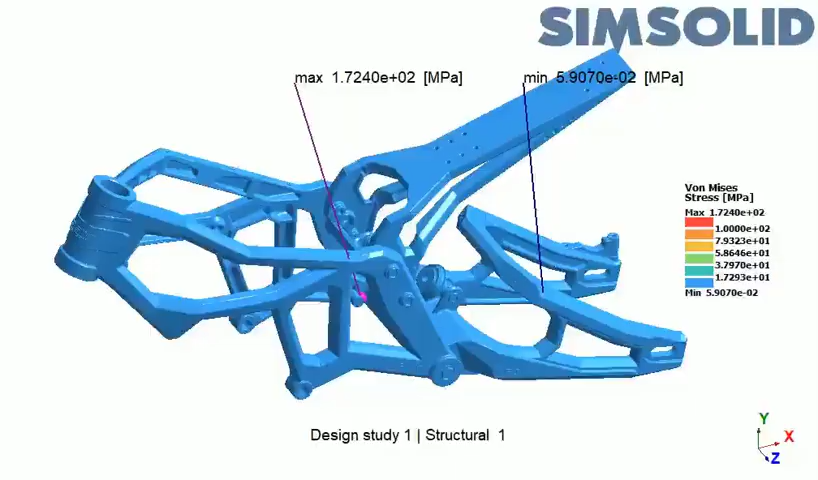 SIMSOLID
max 1.7240e+02 [MPa]
min 5.9070e-02 [MPa]
Von Mises
Stress [MPa]
Max 1.7240e+02
1.0000e+02
7.9323e+01
5.8646e+01
3.7970e+01
1.7293e+01
Min 5.9070e-02
Design study 1 | Structural 1
Y
X
Z